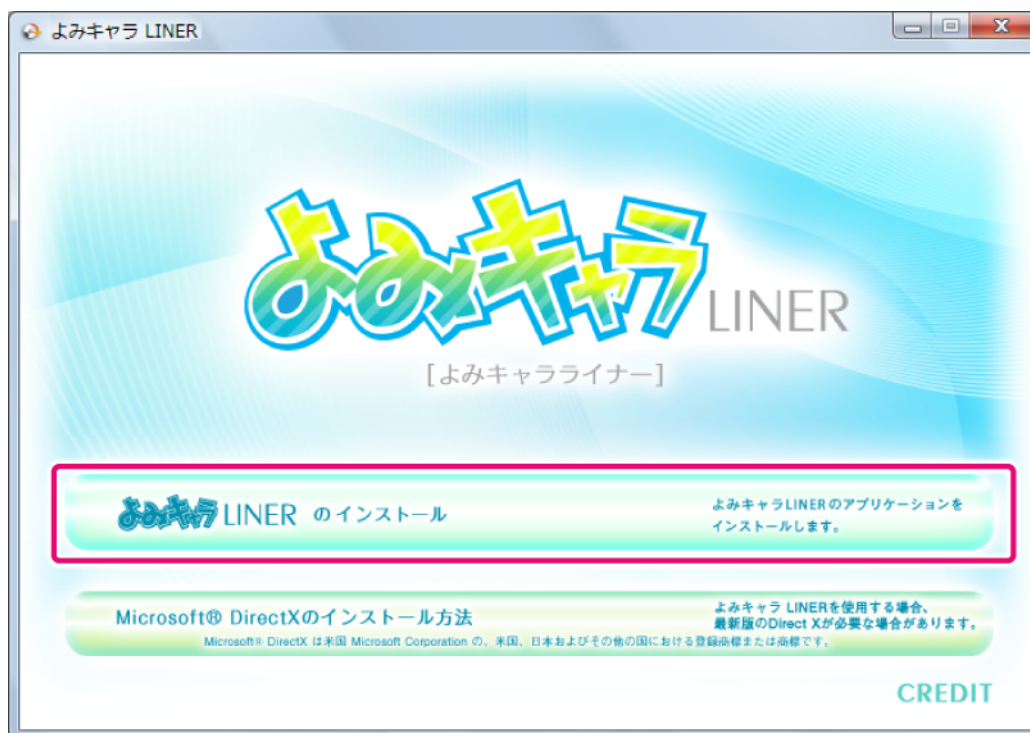 よみキャラ LINER
よみキャラ LINER
[よみキャラライナー]
よみキャラ LINER のインストール
よみキャラLINERのアプリケーションを
インストールします。
Microsoft® DirectXのインストール方法
よみキャラ LINERを使用する場合、
最新版のDirect Xが必要な場合があります。
Microsoft® DirectX は米国 Microsoft Corporation の、米国、日本およびその他の国における登録商標または商標です。
CREDIT